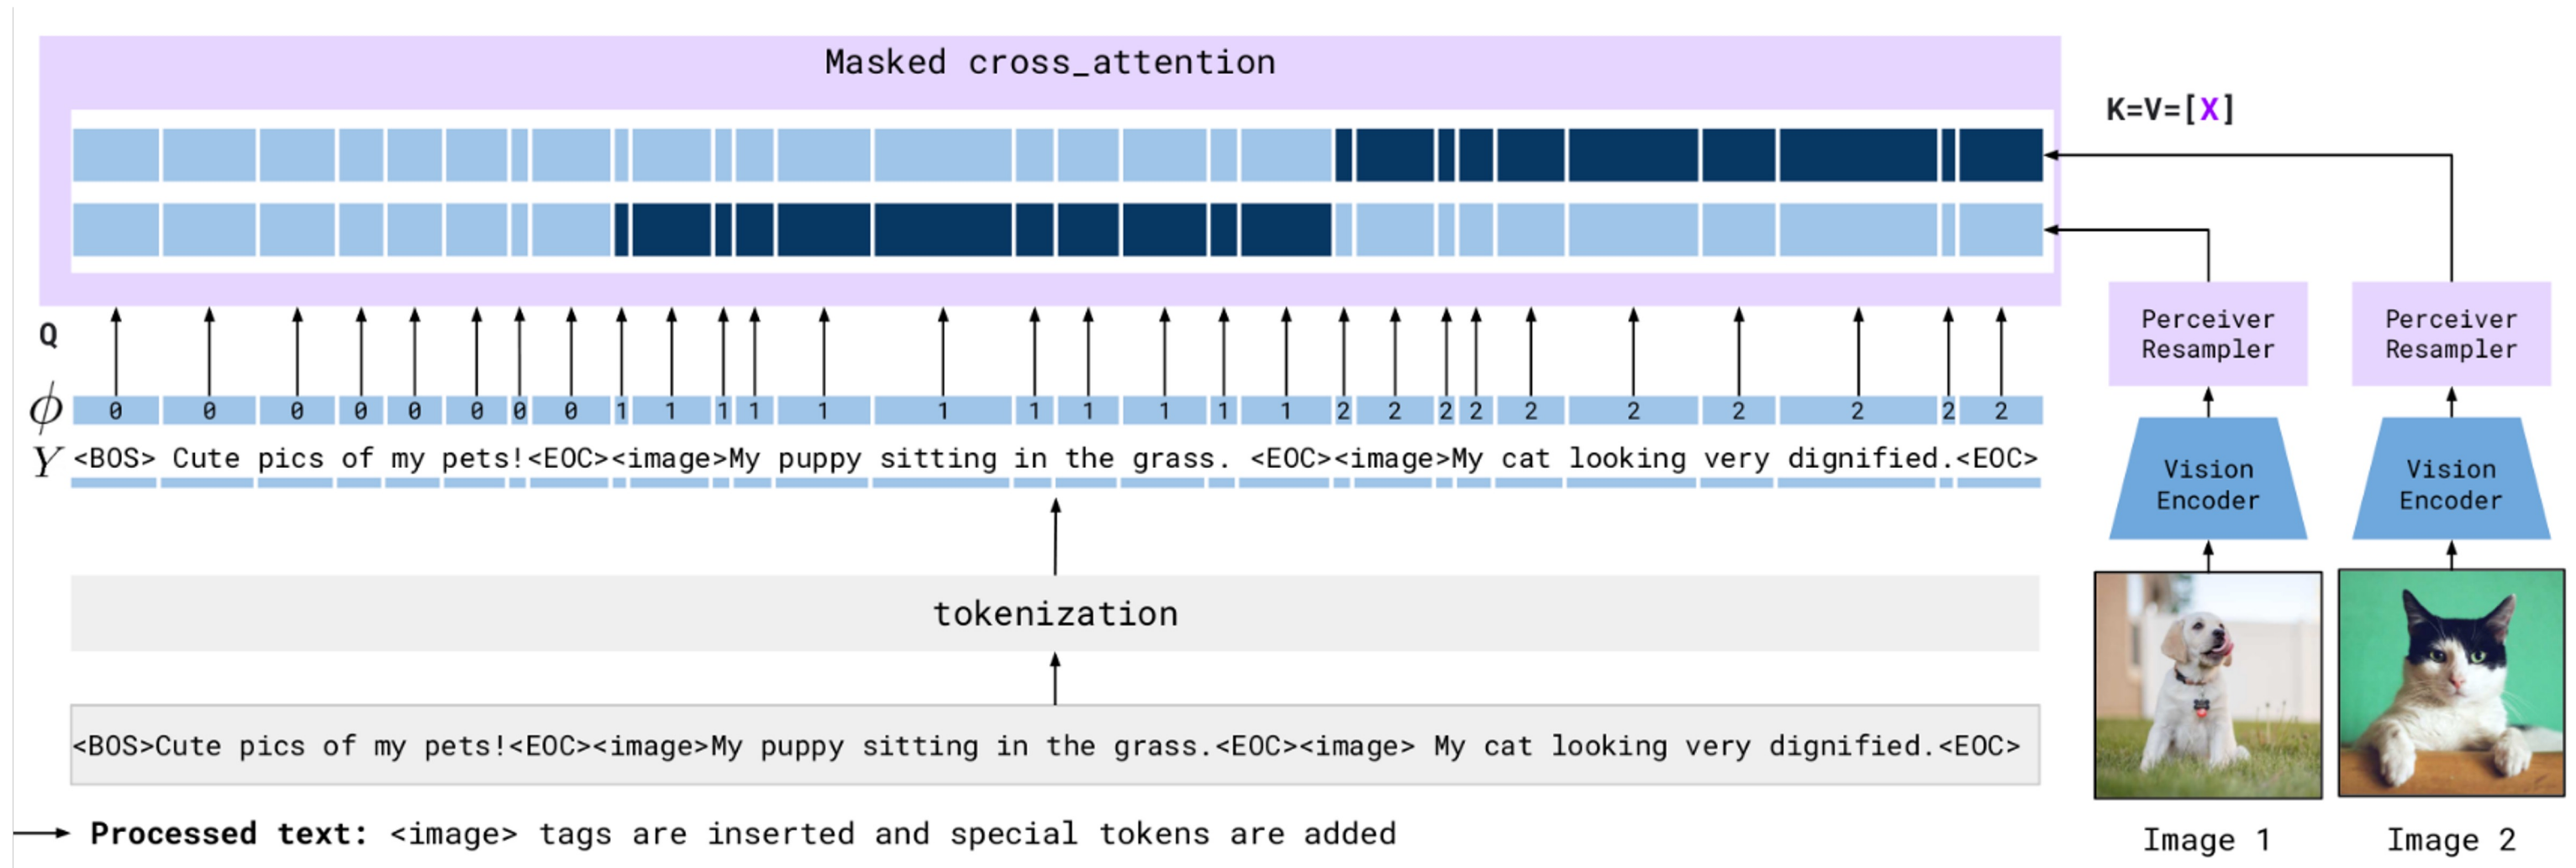 Masked cross_attention
K=V=[X]
Q
ϕ 0 0 0 0 0 0 0 0 1 1 1 1 1 1 1 1 1 1 1 2 2 2 2 2 2 2 2 2 2
Y <BOS> Cute pics of my pets!<EOC><image>My puppy sitting in the grass. <EOC><image>My cat looking very dignified.<EOC>
tokenization
<BOS>Cute pics of my pets!<EOC><image>My puppy sitting in the grass.<EOC><image> My cat looking very dignified.<EOC>
Processed text: <image> tags are inserted and special tokens are added
Perceiver
Resampler
Vision
Encoder
Image 1
Perceiver
Resampler
Vision
Encoder
Image 2